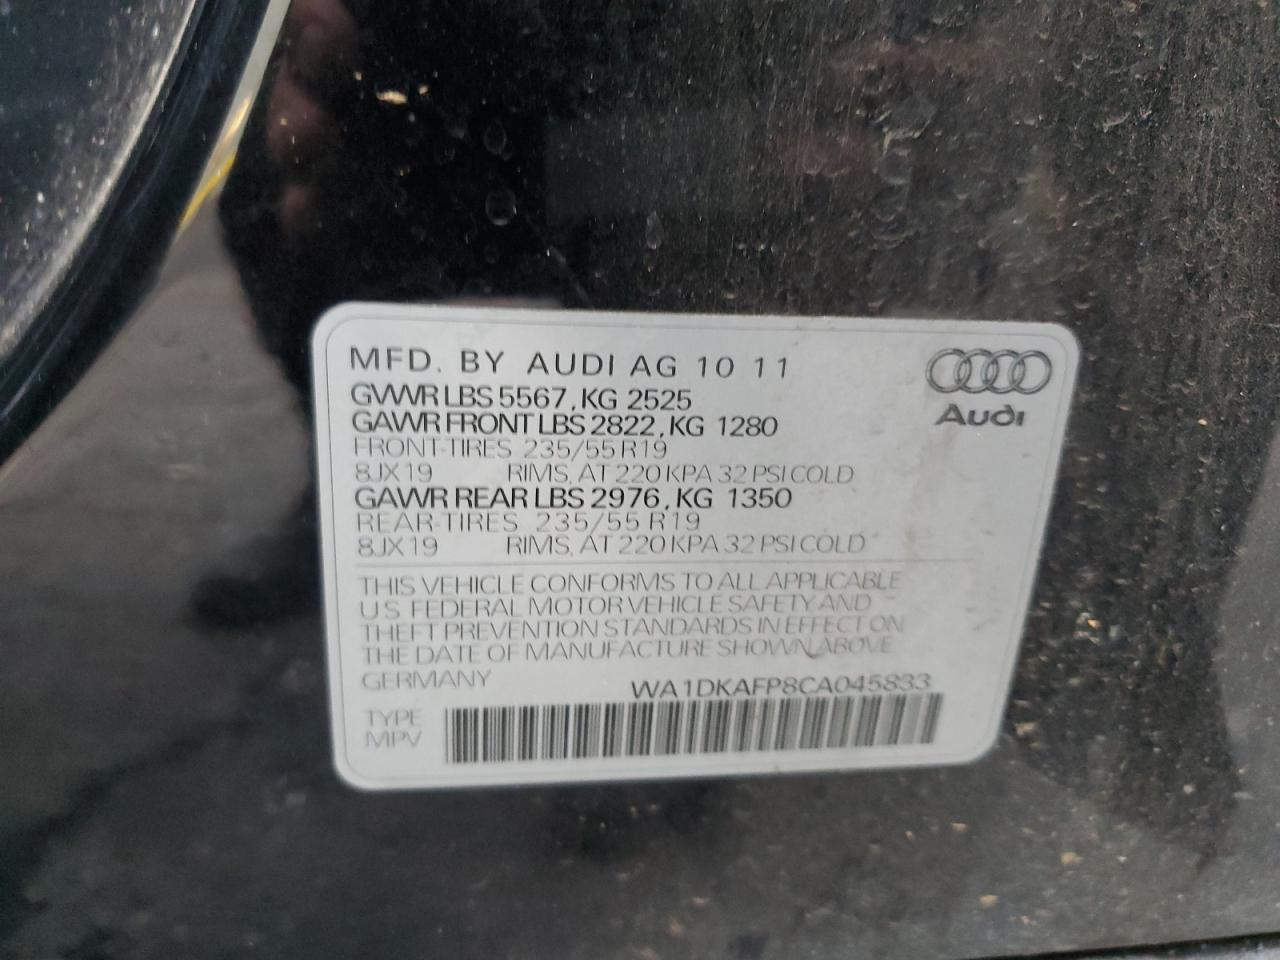 MFD. BY AUDI AG 10 11
GVWR LBS 5567, KG 2525
GAWR FRONT LBS 2822, KG 1280
FRONT-TIRES 235/55 R19
8JX19 RIMS, AT 220 KPA 32 PSI COLD
GAWR REAR LBS 2976, KG 1350
REAR-TIRES 235/55 R19
8JX19 RIMS, AT 220 KPA 32 PSI COLD
Audi
THIS VEHICLE CONFORMS TO ALL APPLICABLE
US FEDERAL MOTOR VEHICLE SAFETY AND
THEFT PREVENTION STANDARDS IN EFFECT ON
THE DATE OF MANUFACTURE SHOWN ABOVE
GERMANY WA1DKAFP8CA045833
TYPE
MPV